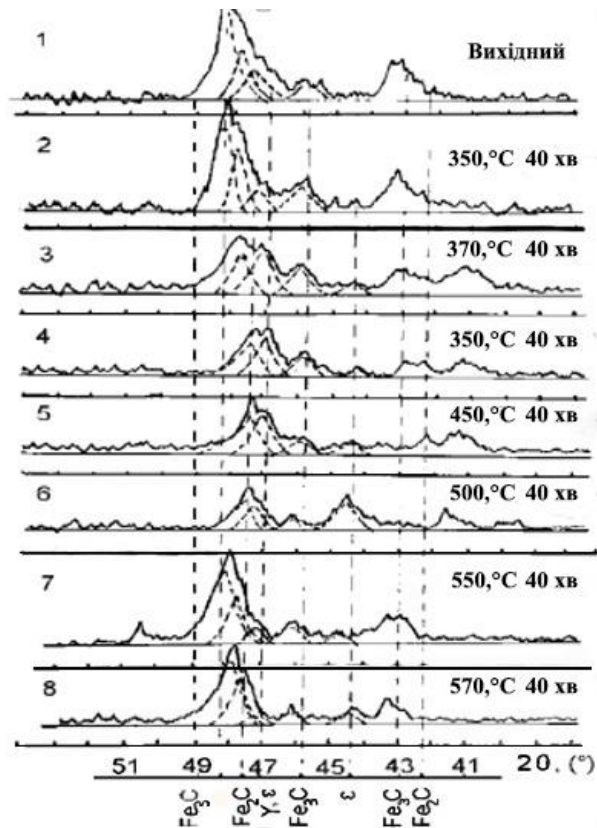 1 Вихідний
2 350,°C 40 хв
3 370,°C 40 хв
4 350,°C 40 хв
5 450,°C 40 хв
6 500,°C 40 хв
7 550,°C 40 хв
8 570,°C 40 хв
51 49 47 45 43 41 2θ, (°)
Fe₃C Fe₂C γ, ε Fe₃C ε Fe₃C Fe₂C